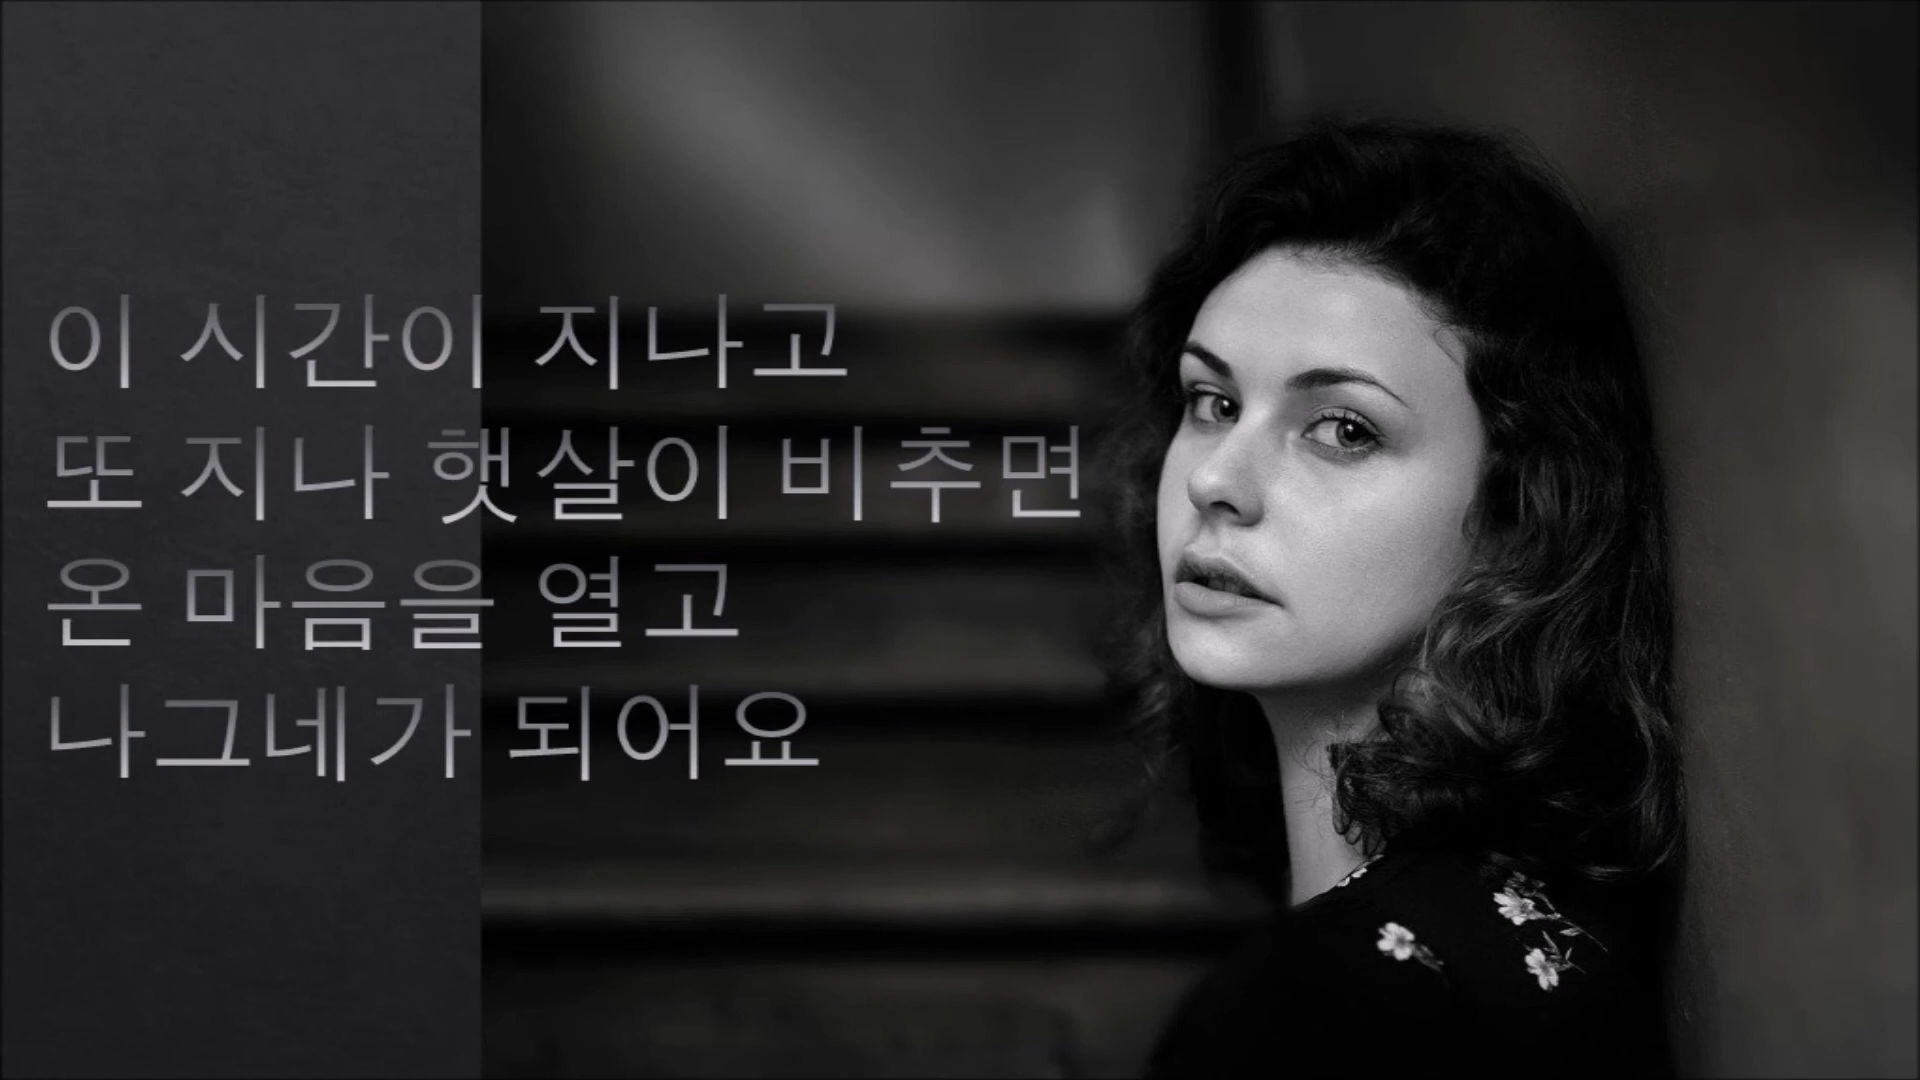 이 시간이 지나고
또 지나 햇살이 비추면
온 마음을 열고
나그네가 되어요